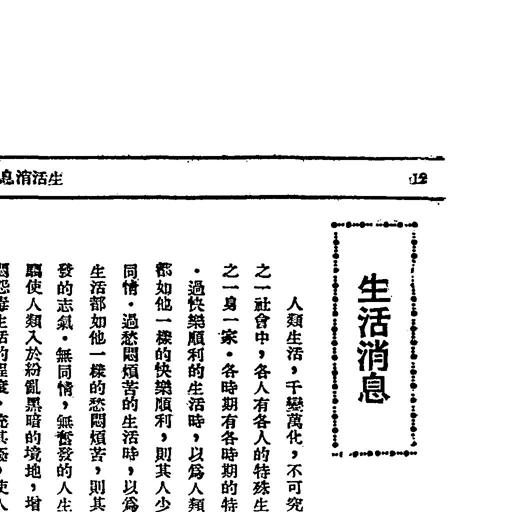 息消活生
12
生活消息
人類生活，千變萬化，不可究
之一社會中，各人有各人的特殊生
之一身一家．各時期有各時期的特
．過快樂順利的生活時，以爲人類
都如他一樣的快樂順利，則其人少
同情．過愁悶煩苦的生活時，以爲
生活都如他一樣的愁悶煩苦，則其
發的志氣．無同情，無奮發的人生
驅使人類入於紛亂黑暗的境地，增
生活的程度．充其極，使人